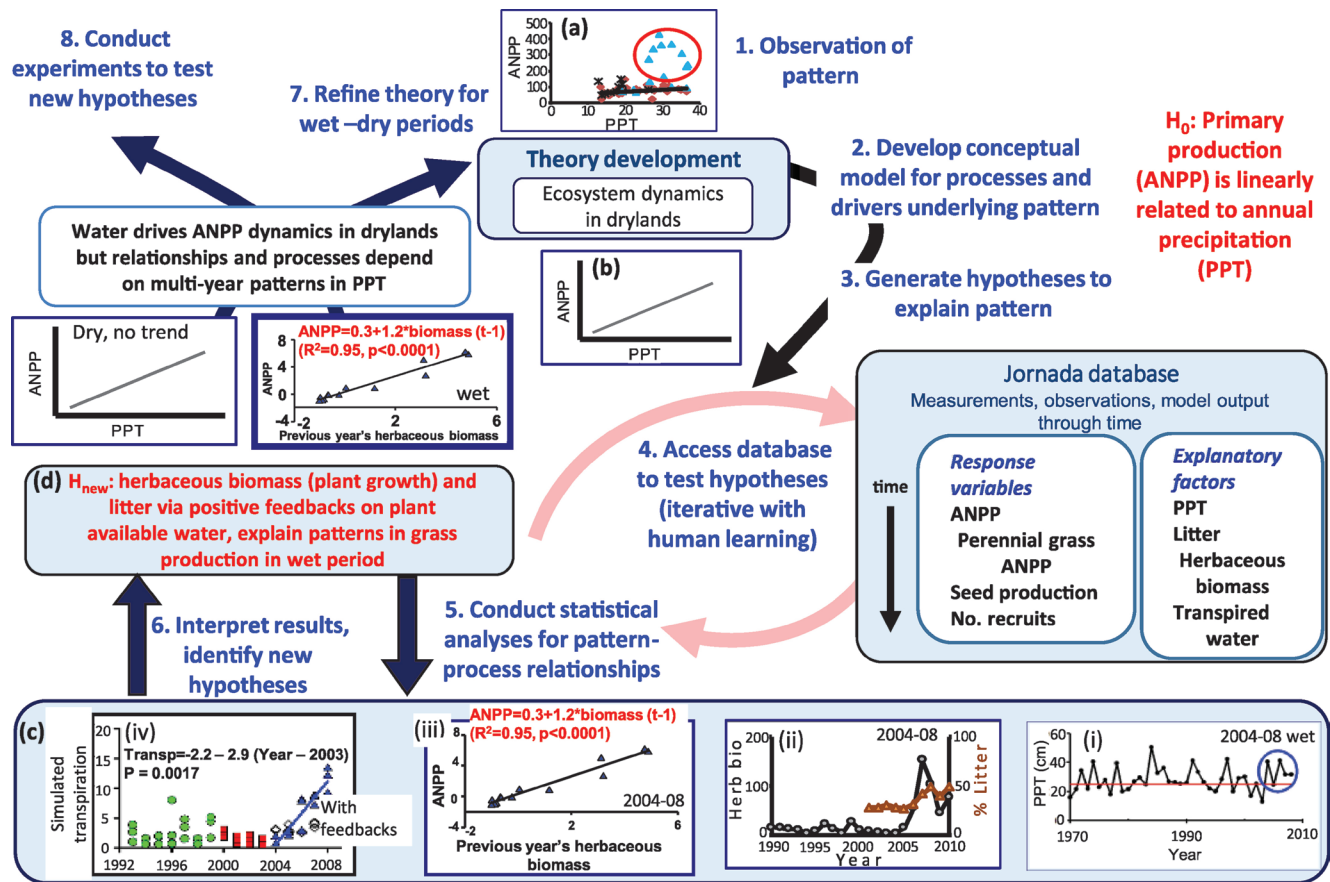 8. Conduct
experiments to test
new hypotheses
7. Refine theory for
wet –dry periods
(a)
ANPP
500
400
300
200
100
0
0
10
20
30
40
PPT
1. Observation of
pattern
Theory development
Ecosystem dynamics
in drylands
2. Develop conceptual
model for processes and
drivers underlying pattern
H0: Primary
production
(ANPP) is linearly
related to annual
precipitation
(PPT)
3. Generate hypotheses to
explain pattern
(b)
ANPP
PPT
Water drives ANPP dynamics in drylands
but relationships and processes depend
on multi-year patterns in PPT
Dry, no trend
ANPP
PPT
ANPP=0.3+1.2*biomass (t-1)
(R2=0.95, p<0.0001)
ANPP
8
4
0
-4
-2
2
6
wet
Previous year's herbaceous biomass
4. Access database
to test hypotheses
(iterative with
human learning)
Jornada database
Measurements, observations, model output
through time
time
Response
variables
ANPP
Perennial grass
ANPP
Seed production
No. recruits
Explanatory
factors
PPT
Litter
Herbaceous
biomass
Transpired
water
(d)
Hnew: herbaceous biomass (plant growth) and
litter via positive feedbacks on plant
available water, explain patterns in grass
production in wet period
5. Conduct statistical
analyses for pattern-
process relationships
6. Interpret results,
identify new
hypotheses
(c)
(iv)
Transp=-2.2 – 2.9 (Year – 2003)
P = 0.0017
Simulated
transpiration
20
15
10
5
0
With
feedbacks
1992
1996
2000
2004
2008
(iii)
ANPP=0.3+1.2*biomass (t-1)
(R2=0.95, p<0.0001)
ANPP
8
4
0
-4
-2
2
6
2004-08
Previous year's herbaceous
biomass
(ii)
2004-08
Herb bio
200
100
0
% Litter
100
50
0
1990
1995
2000
2005
2010
Year
(i)
2004-08 wet
PPT (cm)
60
40
20
0
1970
1990
2010
Year